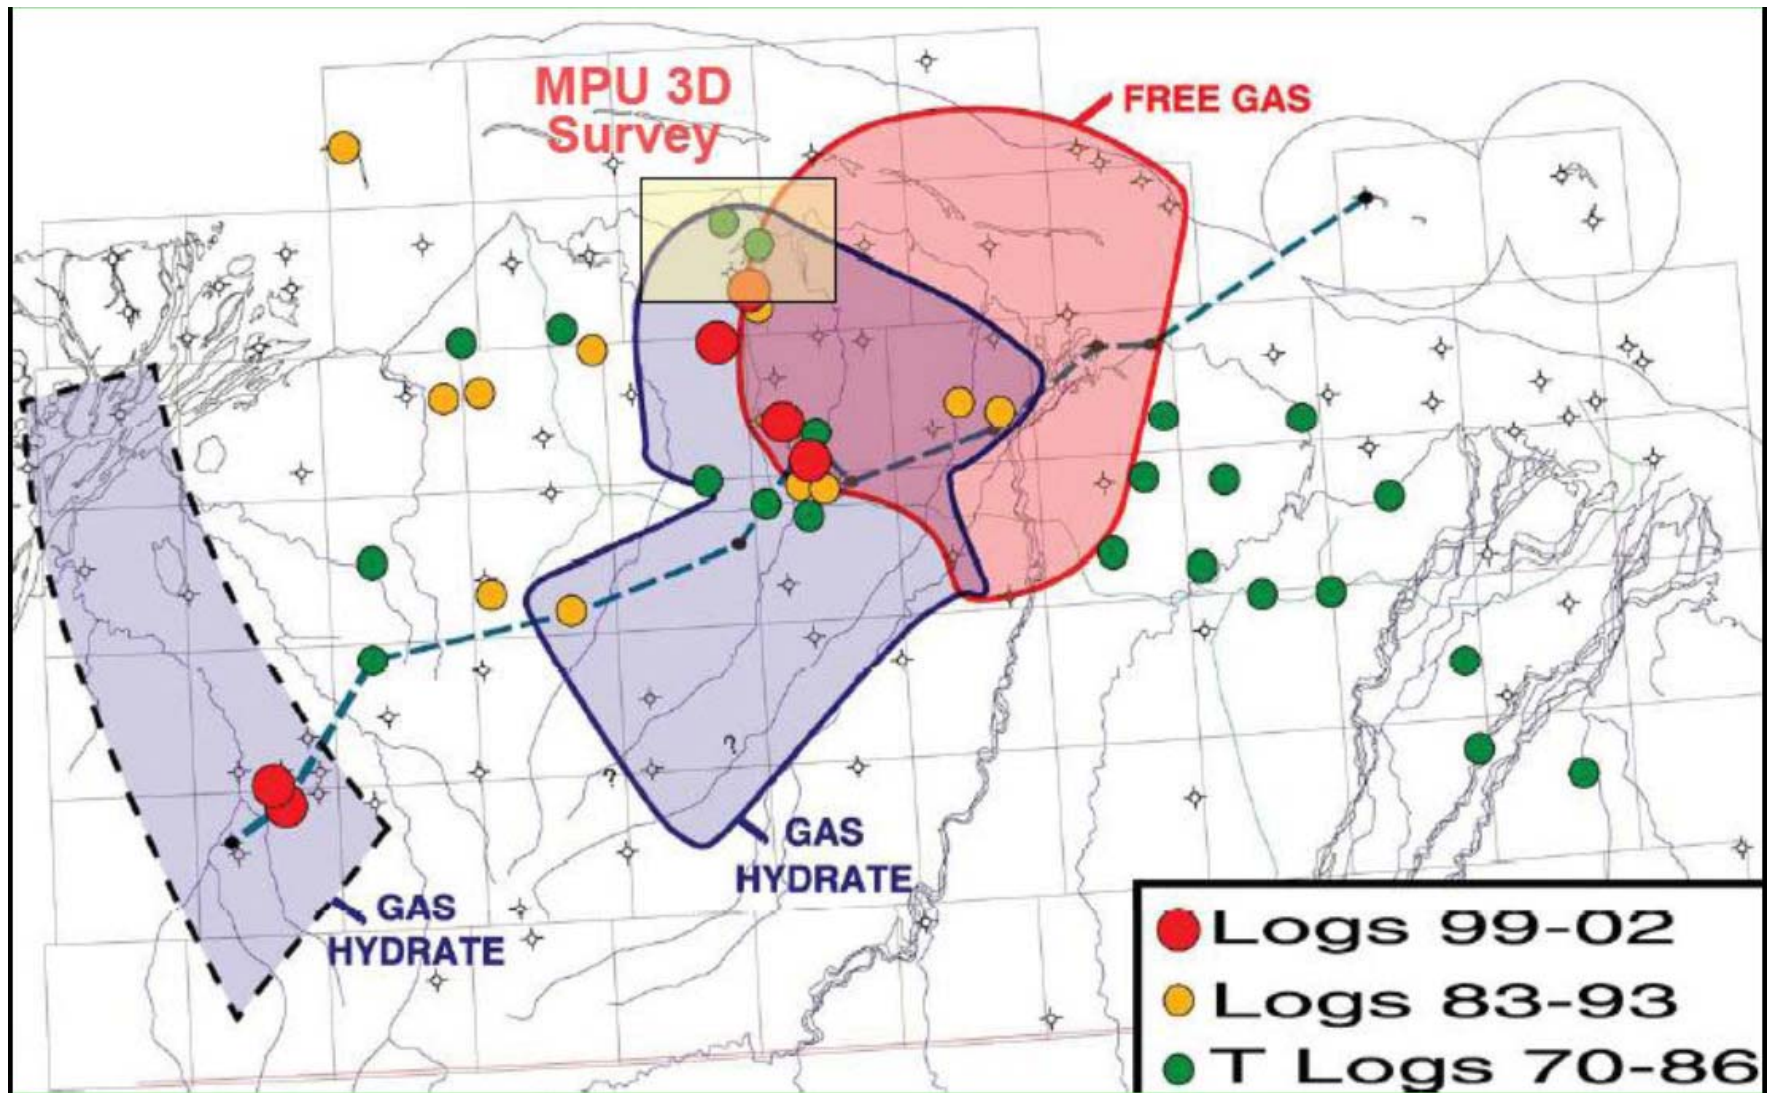 MPU 3D
Survey
FREE GAS
?
?
GAS
HYDRATE
GAS
HYDRATE
Logs 99-02
Logs 83-93
T Logs 70-86